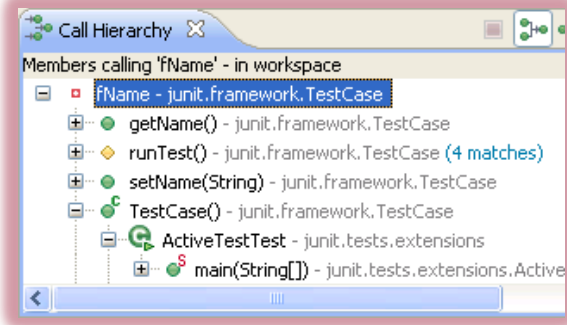 Call Hierarchy
Members calling 'fName' - in workspace
fName - junit.framework.TestCase
getName() - junit.framework.TestCase
runTest() - junit.framework.TestCase (4 matches)
setName(String) - junit.framework.TestCase
C TestCase() - junit.framework.TestCase
ActiveTestTest - junit.tests.extensions
S main(String[]) - junit.tests.extensions.Active